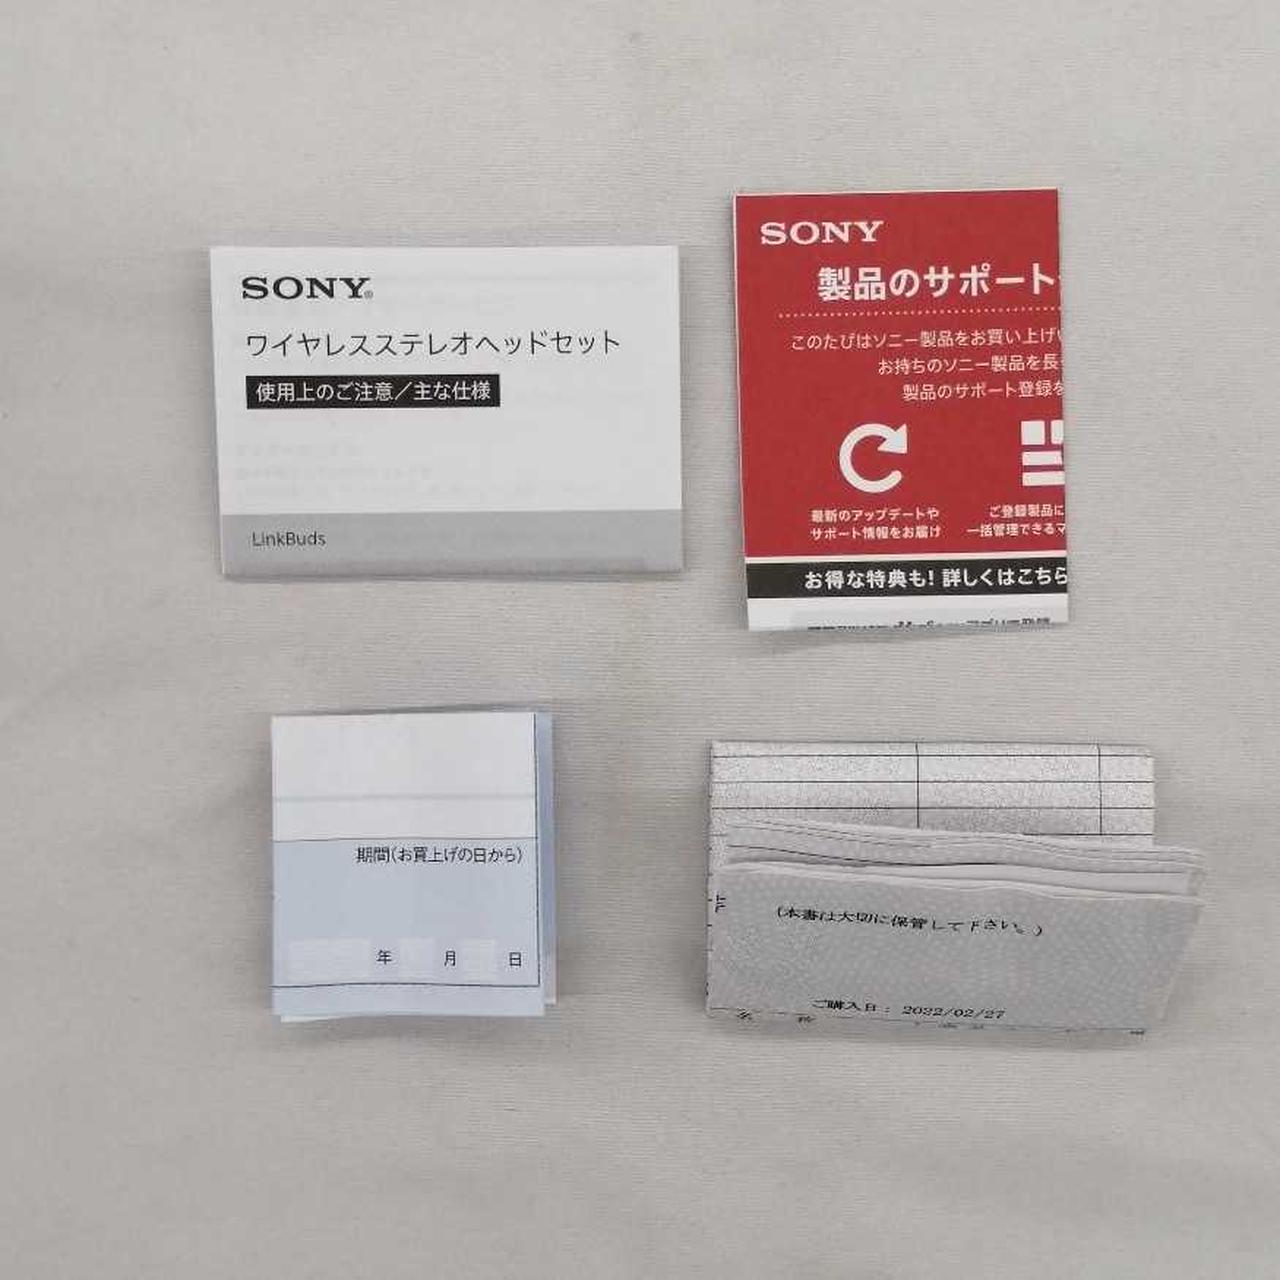 SONY
ワイヤレスステレオヘッドセット
使用上のご注意／主な仕様
LinkBuds
SONY
製品のサポート
このたびはソニー製品をお買い上げ
お持ちのソニー製品を長
製品のサポート登録を
最新のアップデートや
サポート情報をお届け
ご登録製品に
一括管理できるマ
お得な特典も！詳しくはこちら
期間(お買上げの日から)
年 月 日
(本書は大切に保管して下さい。)
ご購入日： 2022/02/27